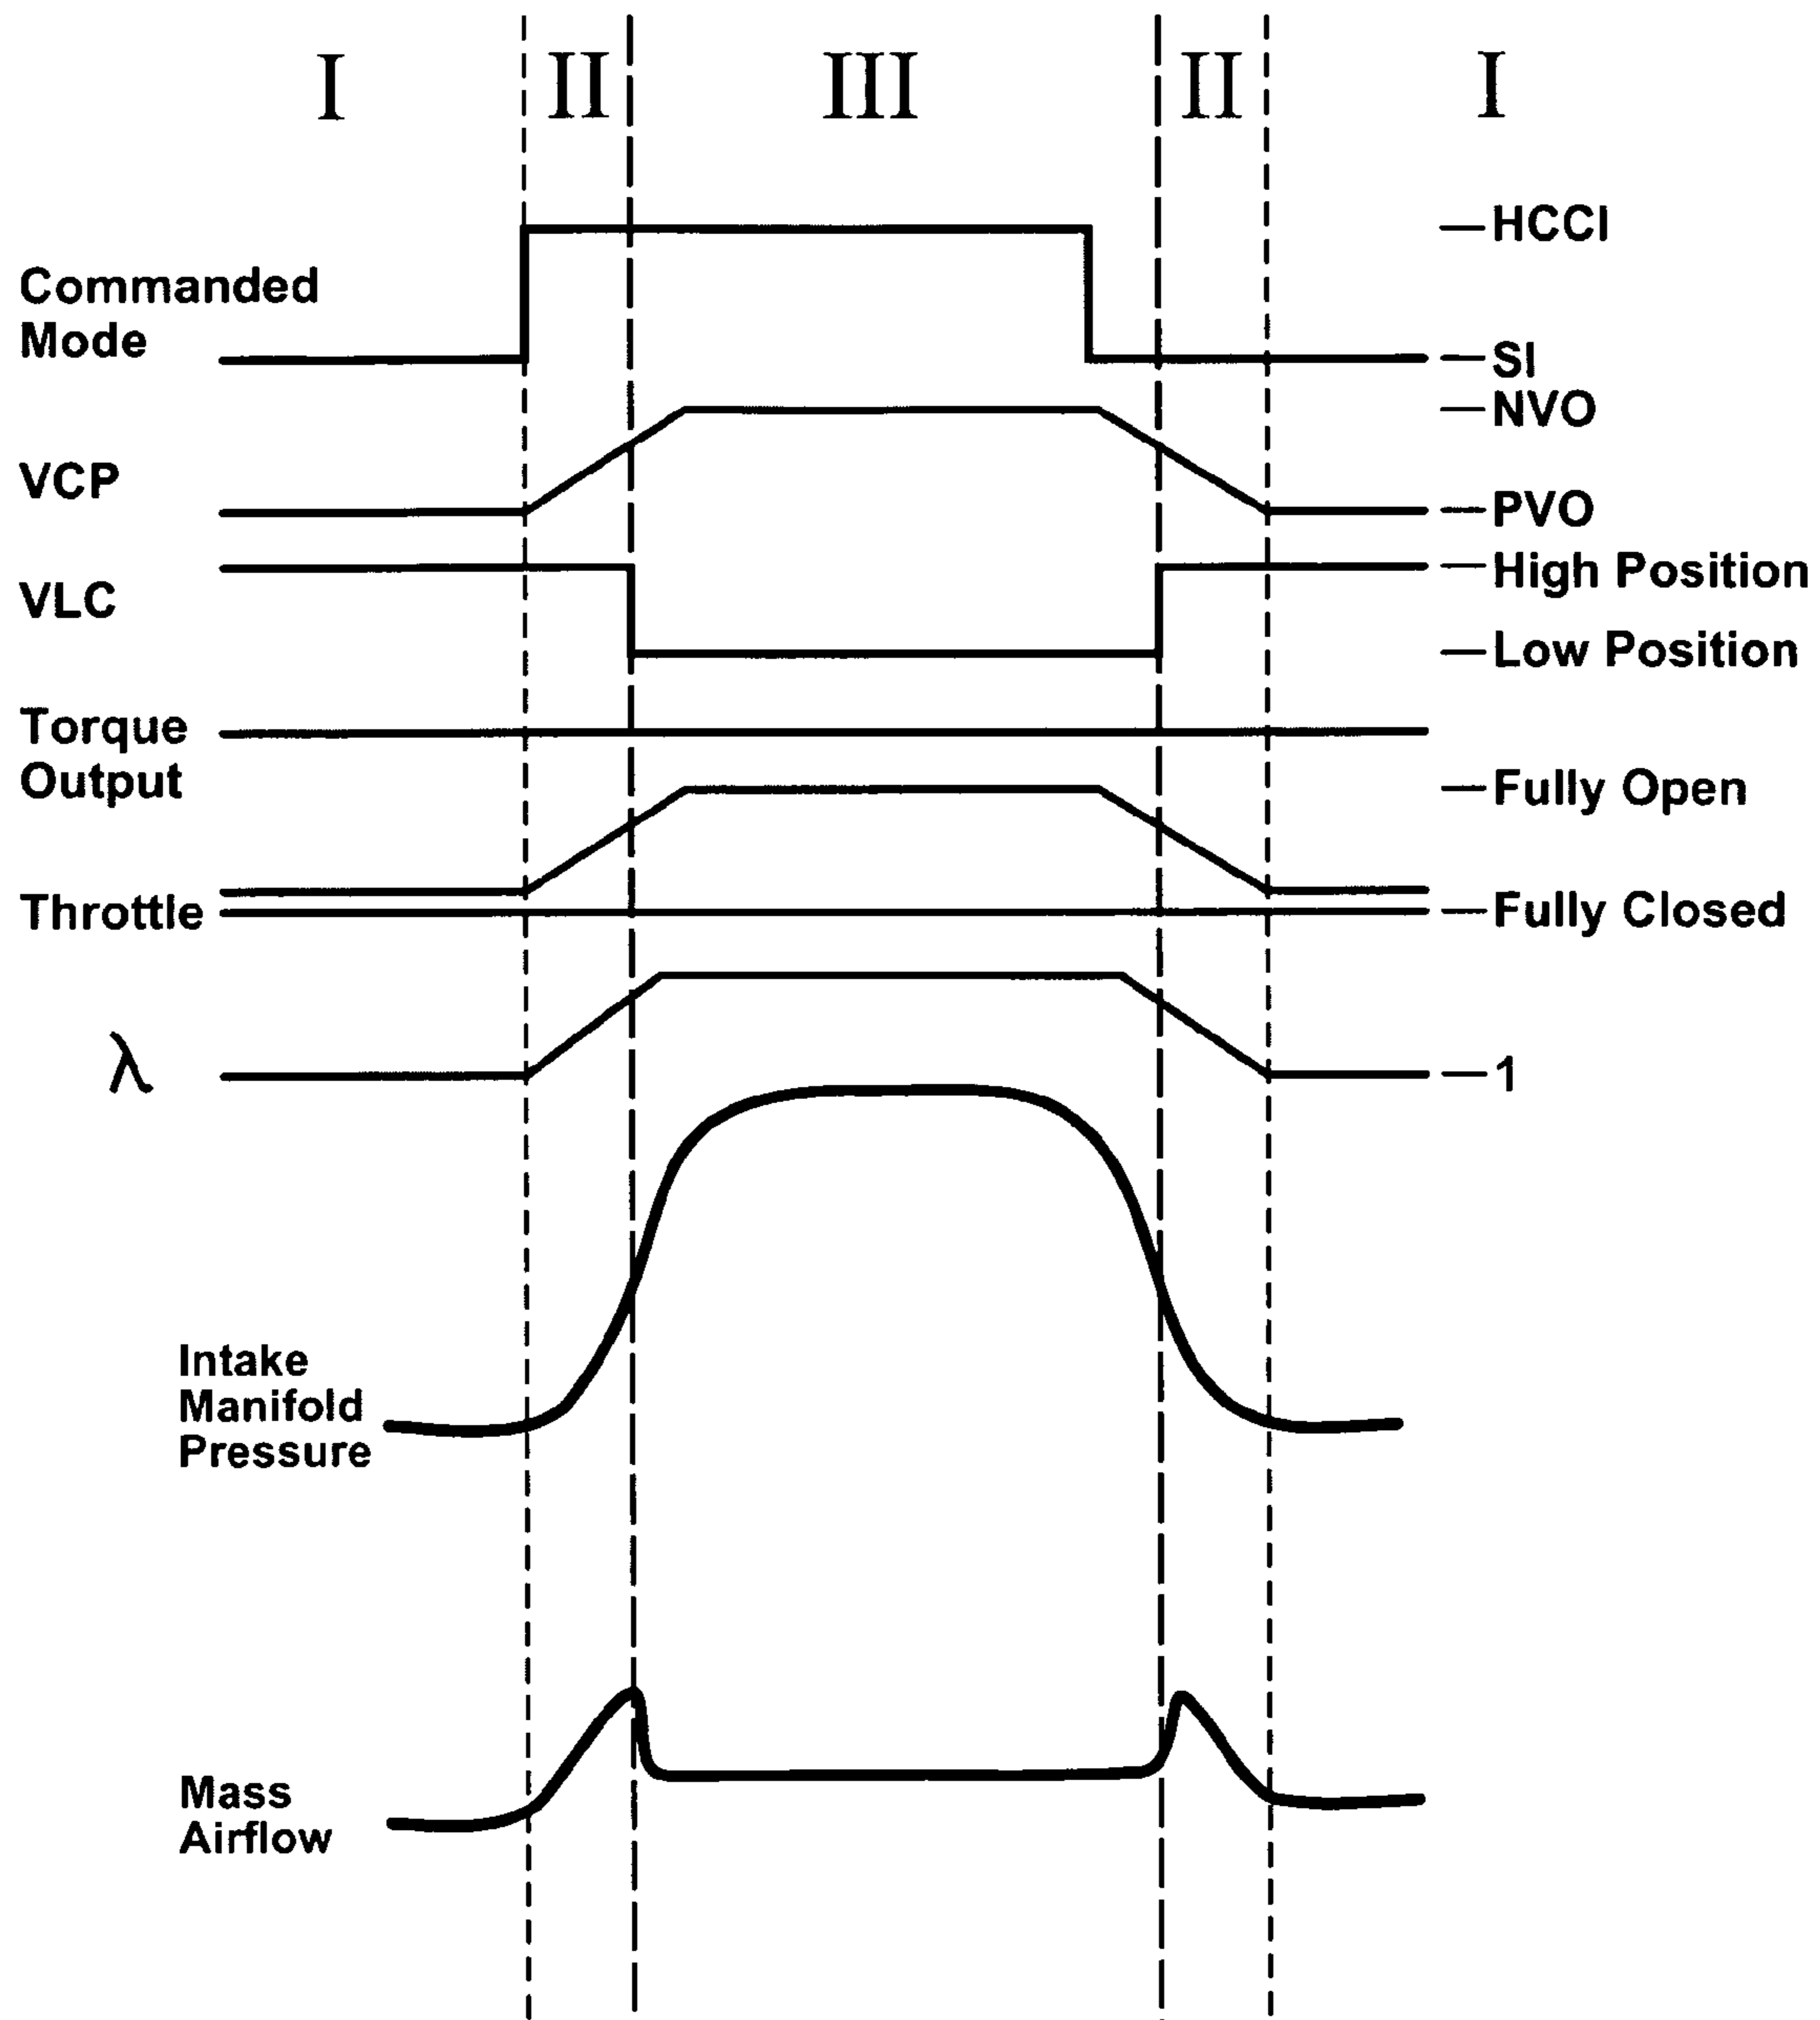 I II III II I
HCCI
Commanded
Mode
SI
NVO
VCP
PVO
High Position
VLC
Low Position
Torque
Output
Fully Open
Throttle
Fully Closed
λ
1
Intake
Manifold
Pressure
Mass
Airflow